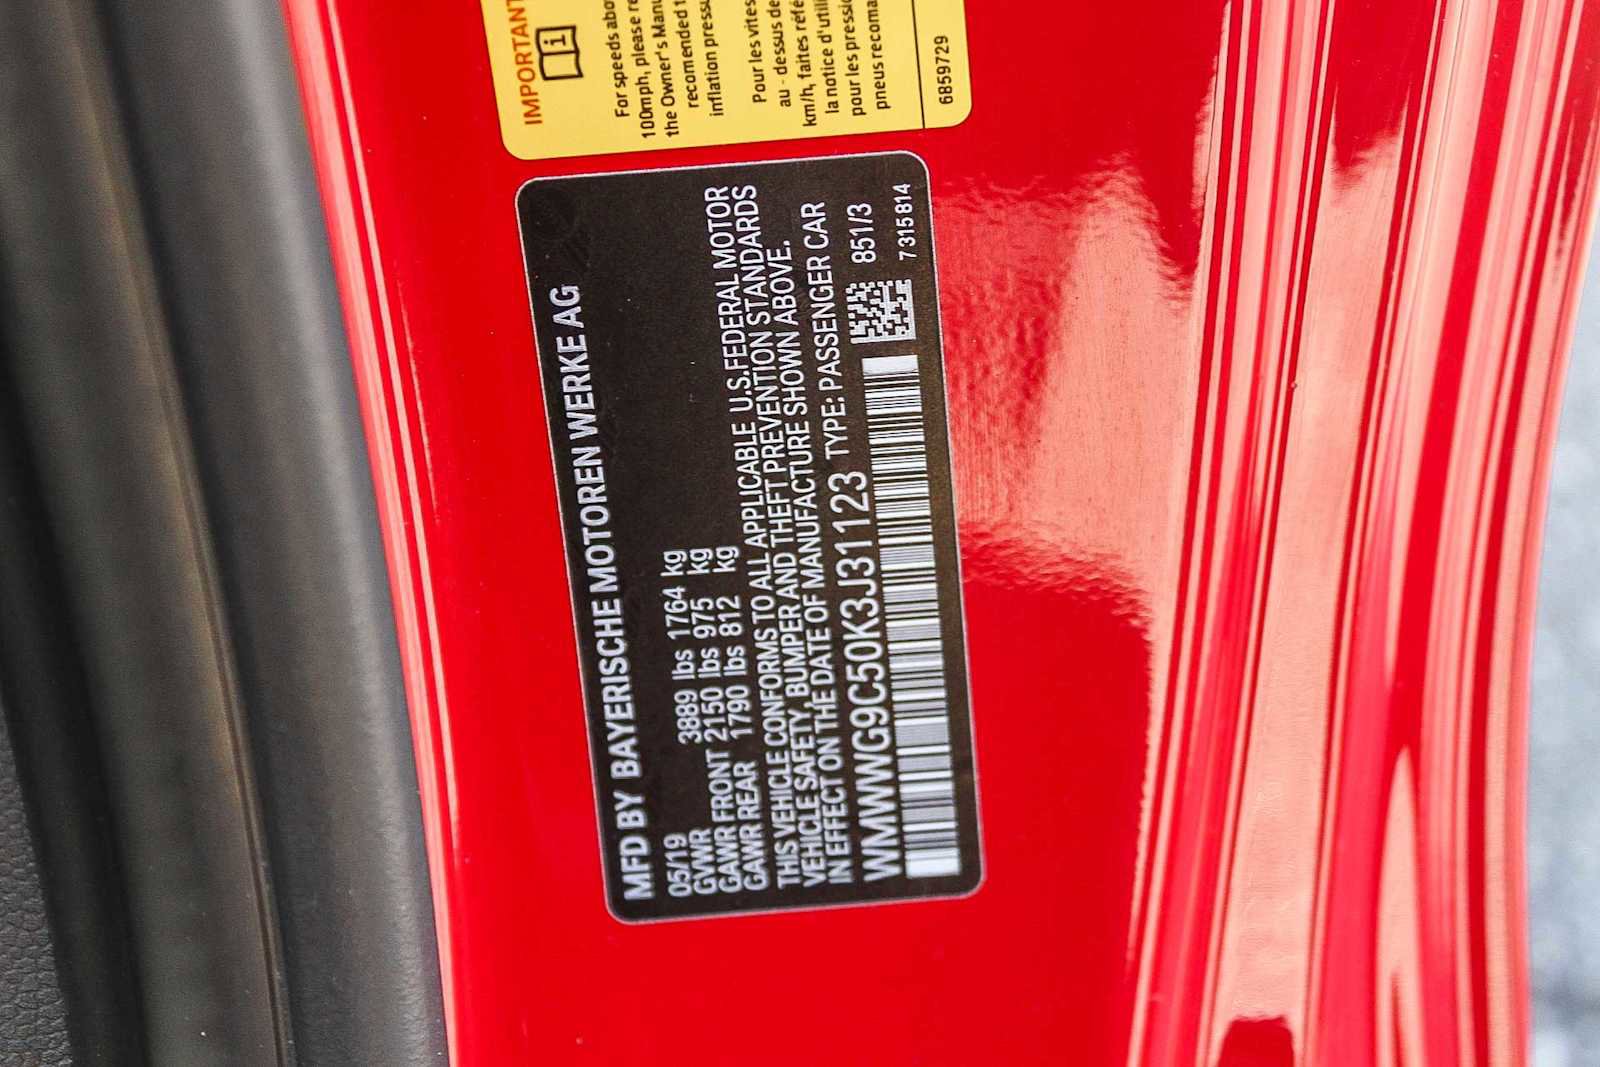 IMPORTANT
For speeds abo
100mph, please re
the Owner's Manu
recomended t
inflation pressu
Pour les vites
au - dessus de
km/h, faites réfé
la notice d'utili
pour les pressio
pneus recoma
6859729
MFD BY BAYERISCHE MOTOREN WERKE AG
05/19
GVWR 3889 lbs 1764 kg
GAWR FRONT 2150 lbs 975 kg
GAWR REAR 1790 lbs 812 kg
THIS VEHICLE CONFORMS TO ALL APPLICABLE U.S.FEDERAL MOTOR
VEHICLE SAFETY, BUMPER AND THEFT PREVENTION STANDARDS
IN EFFECT ON THE DATE OF MANUFACTURE SHOWN ABOVE.
WMWWG9C50K3J31123 TYPE: PASSENGER CAR
851/3
7 315 814